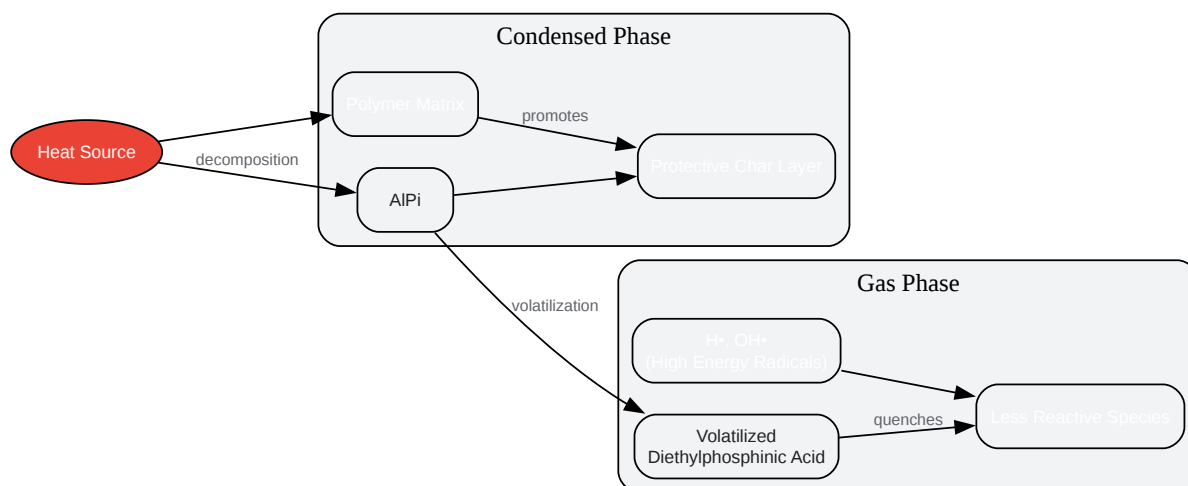 Condensed Phase
Polymer Matrix
promotes
Heat Source
decomposition
Protective Char Layer
AlPi
Gas Phase
volatilization
H•, OH•
(High Energy Radicals)
Less Reactive Species
quenches
Volatilized
Diethylphosphinic Acid